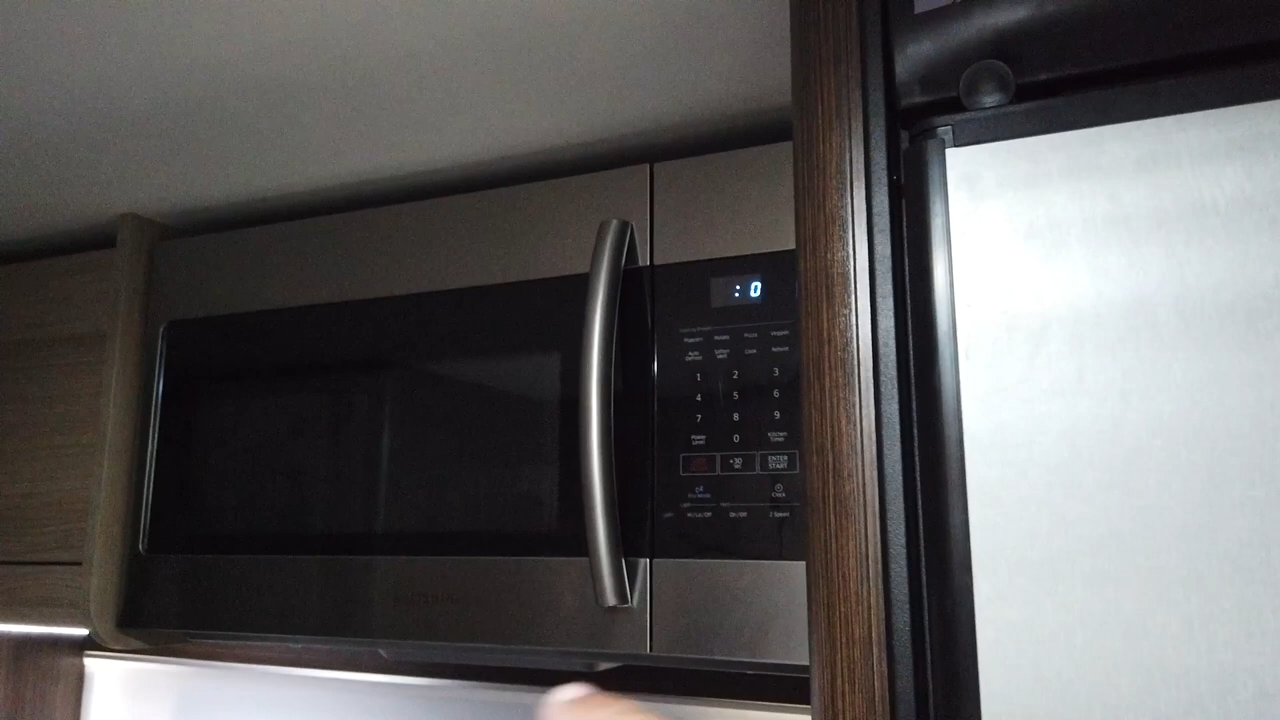 : 0
Popcorn Potato Pizza Veggies
Auto Defrost Soften Melt Cook Reheat
1 2 3
4 5 6
7 8 9
Power Level 0 Kitchen Timer
+30 sec ENTER START
Eco Mode Clock
Hi/Lo/Off On/Off 2 Speed